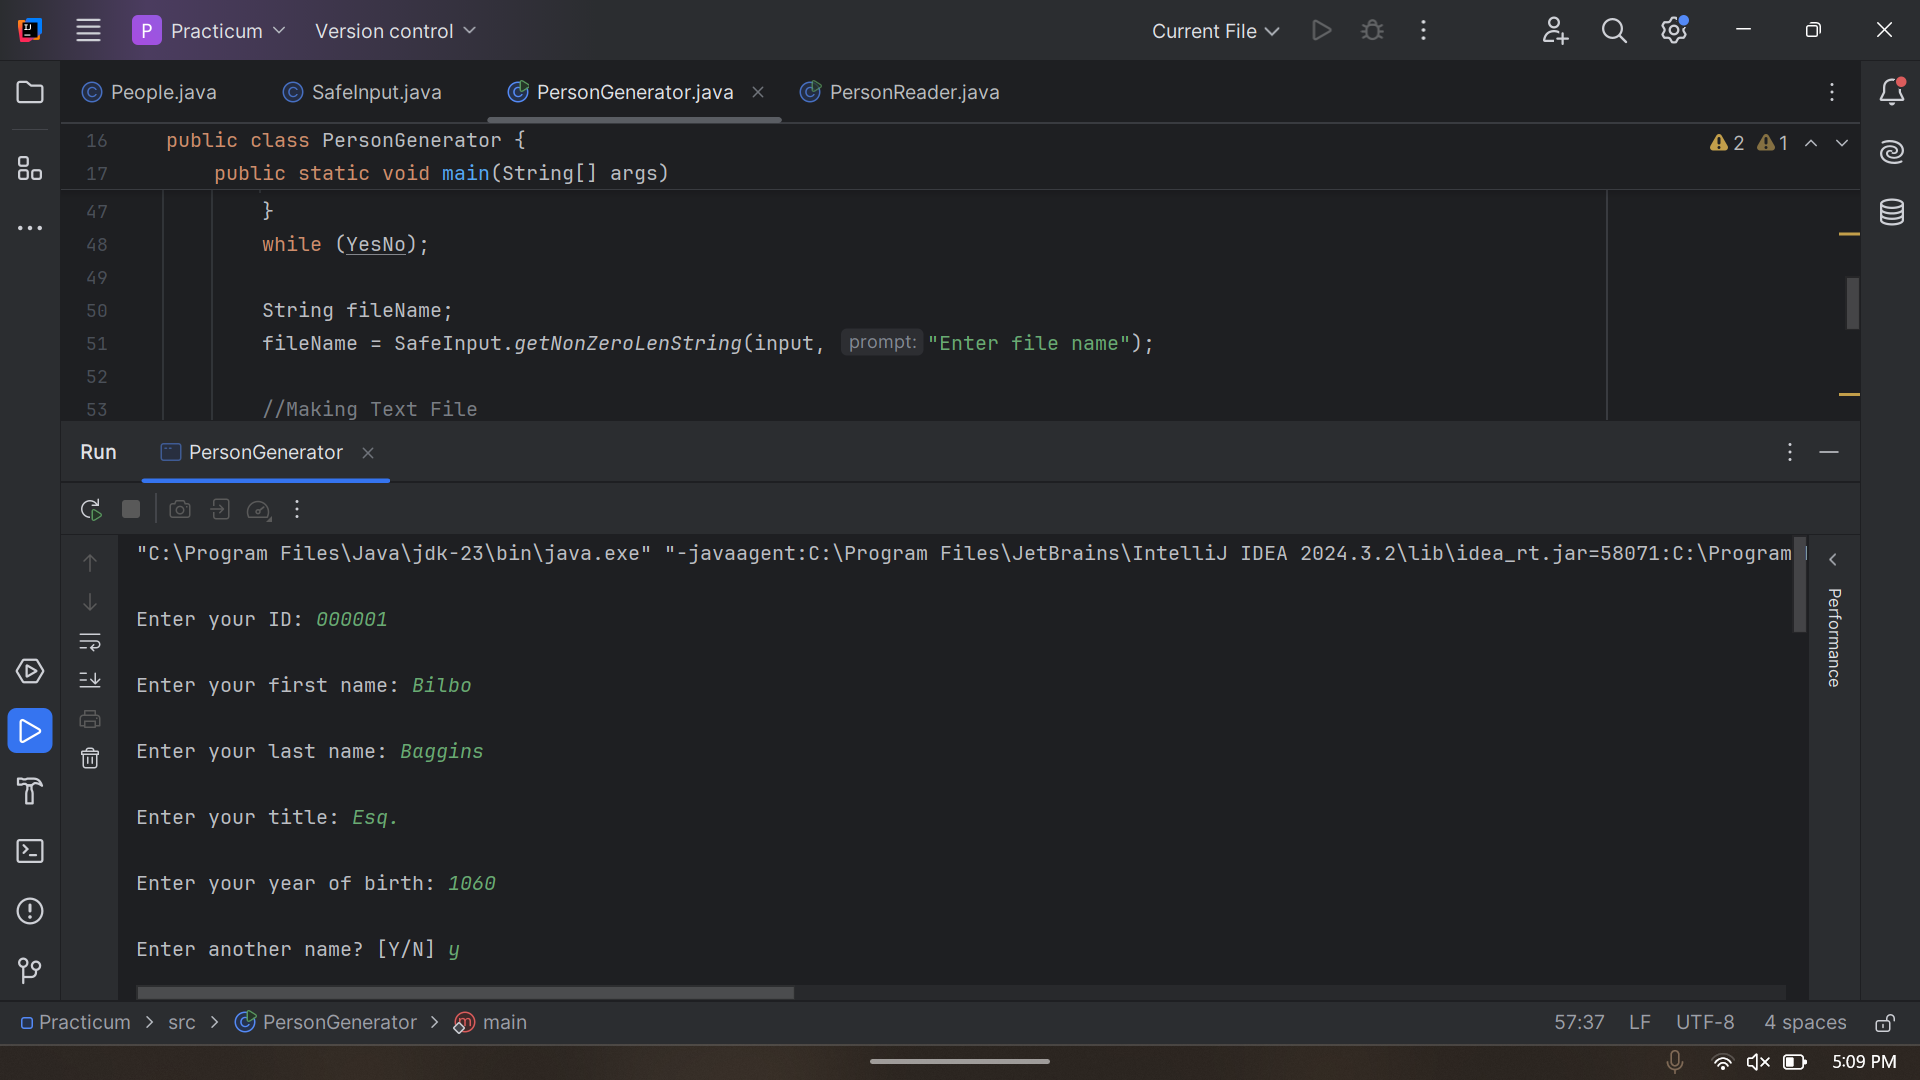 P Practicum Version control Current File
People.java SafeInput.java PersonGenerator.java PersonReader.java
16 public class PersonGenerator { 2 1
17 public static void main(String[] args)
47 }
48 while (YesNo);
49
50 String fileName;
51 fileName = SafeInput.getNonZeroLenString(input, prompt: "Enter file name");
52
53 //Making Text File
Run PersonGenerator
"C:\Program Files\Java\jdk-23\bin\java.exe" "-javaagent:C:\Program Files\JetBrains\IntelliJ IDEA 2024.3.2\lib\idea_rt.jar=58071:C:\Program
Performance
Enter your ID: 000001
Enter your first name: Bilbo
Enter your last name: Baggins
Enter your title: Esq.
Enter your year of birth: 1060
Enter another name? [Y/N] y
Practicum > src > PersonGenerator > main 57:37 LF UTF-8 4 spaces
5:09 PM